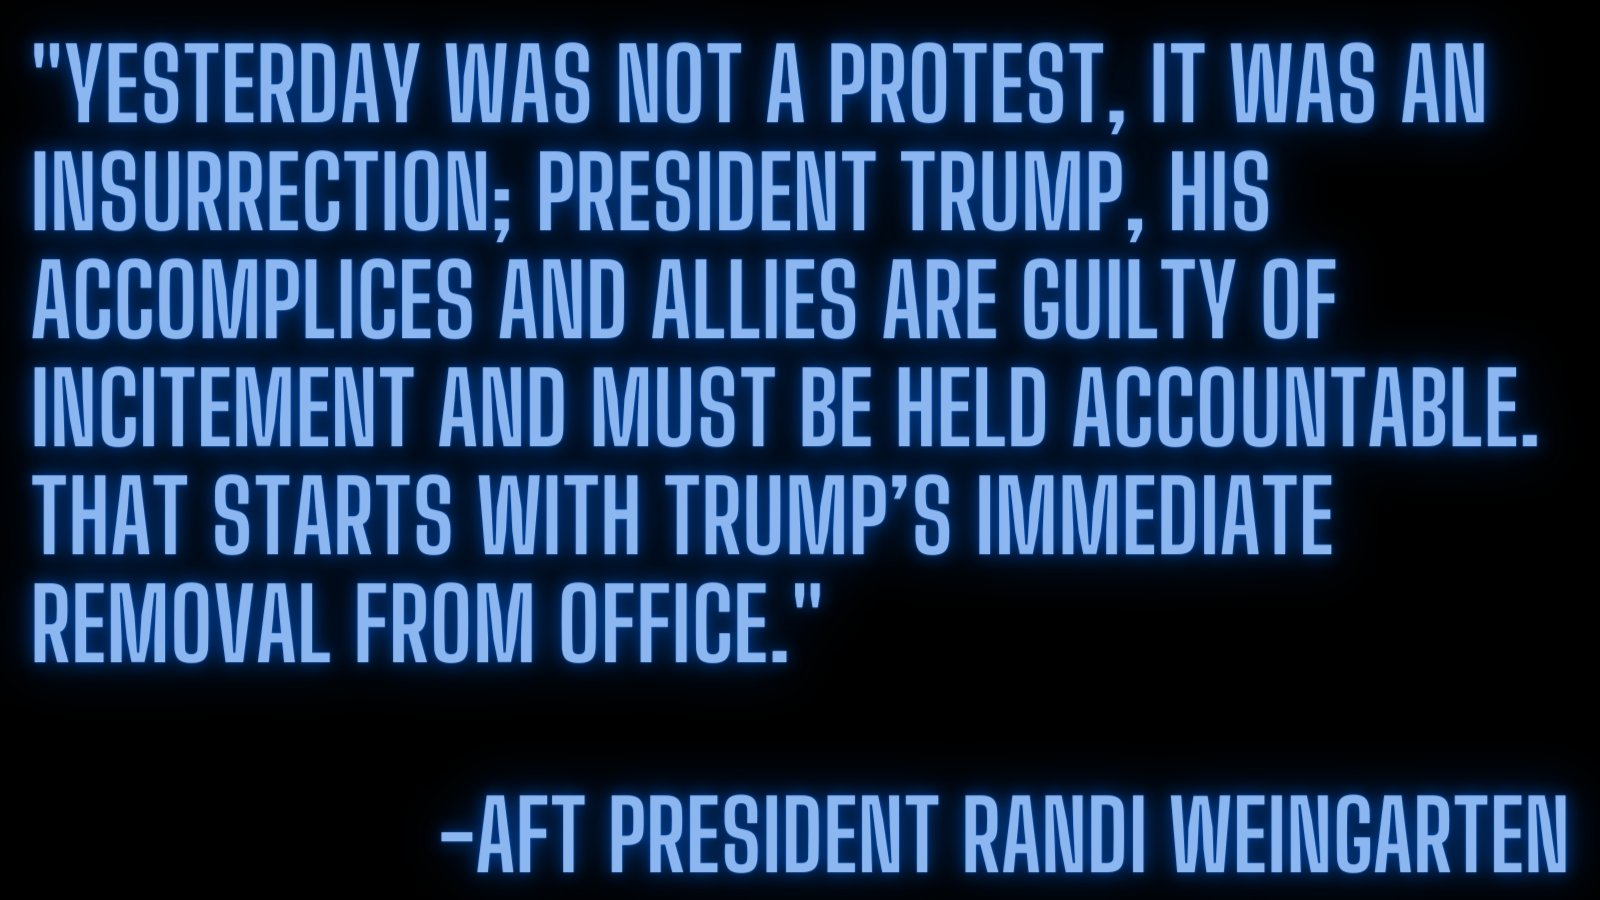 "YESTERDAY WAS NOT A PROTEST, IT WAS AN
INSURRECTION; PRESIDENT TRUMP, HIS
ACCOMPLICES AND ALLIES ARE GUILTY OF
INCITEMENT AND MUST BE HELD ACCOUNTABLE.
THAT STARTS WITH TRUMP’S IMMEDIATE
REMOVAL FROM OFFICE."
–AFT PRESIDENT RANDI WEINGARTEN